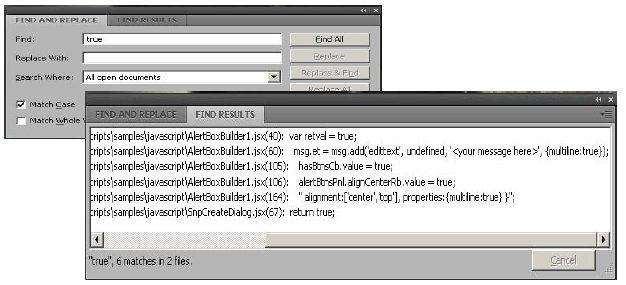 FIND AND REPLACE FIND RESULTS
Find: true Find All
Replace With: Replace
Search Where: All open documents Replace & Find
Replace All
Match Case
Match Whole
FIND AND REPLACE FIND RESULTS
cripts\samples\javascript\AlertBoxBuilder1.jsx(40): var retval = true;
cripts\samples\javascript\AlertBoxBuilder1.jsx(60): msg.et = msg.add('edittext', undefined, '<your message here>', {multiline:true});
cripts\samples\javascript\AlertBoxBuilder1.jsx(105): hasBtnsCb.value = true;
cripts\samples\javascript\AlertBoxBuilder1.jsx(106): alertBtnsPnl.alignCenterRb.value = true;
cripts\samples\javascript\AlertBoxBuilder1.jsx(164): " alignment:['center','top'], properties:{multiline:true} }";
cripts\samples\javascript\SnpCreateDialog.jsx(67): return true;
"true", 6 matches in 2 files.
Cancel